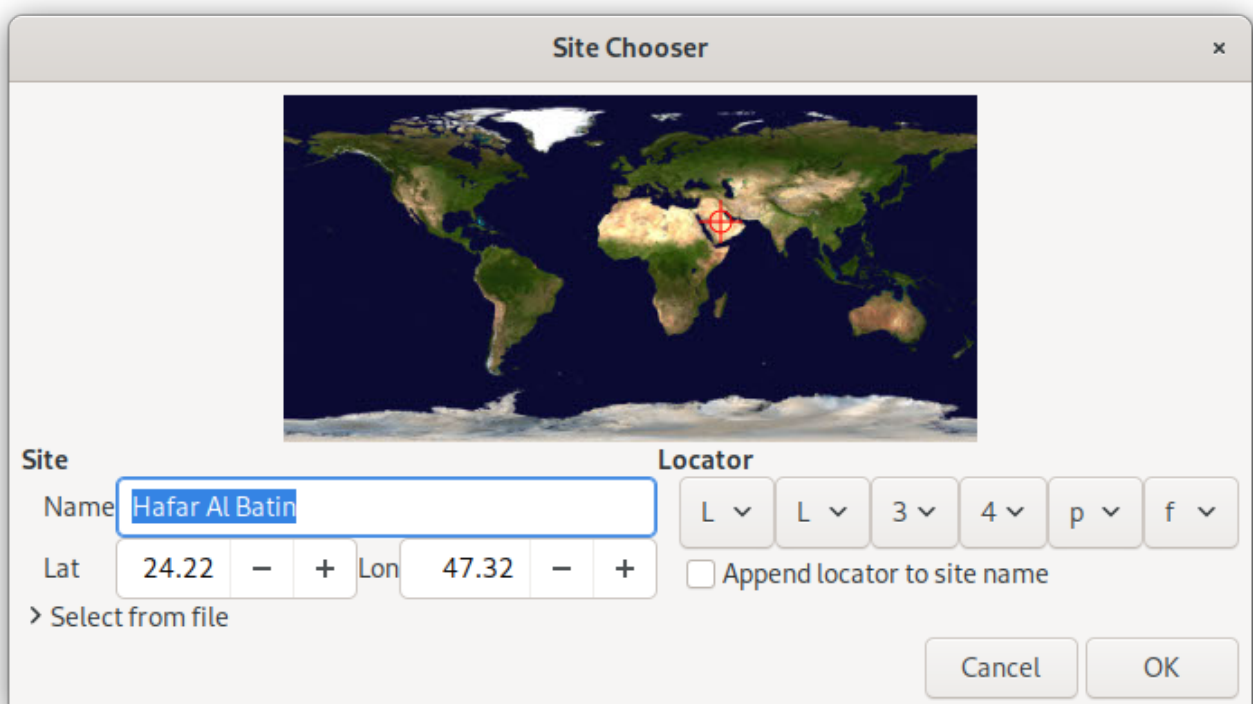 Site Chooser ×
Site Locator
Name Hafar Al Batin L L 3 4 p f
Lat 24.22 − + Lon 47.32 − + Append locator to site name
Select from file
Cancel OK